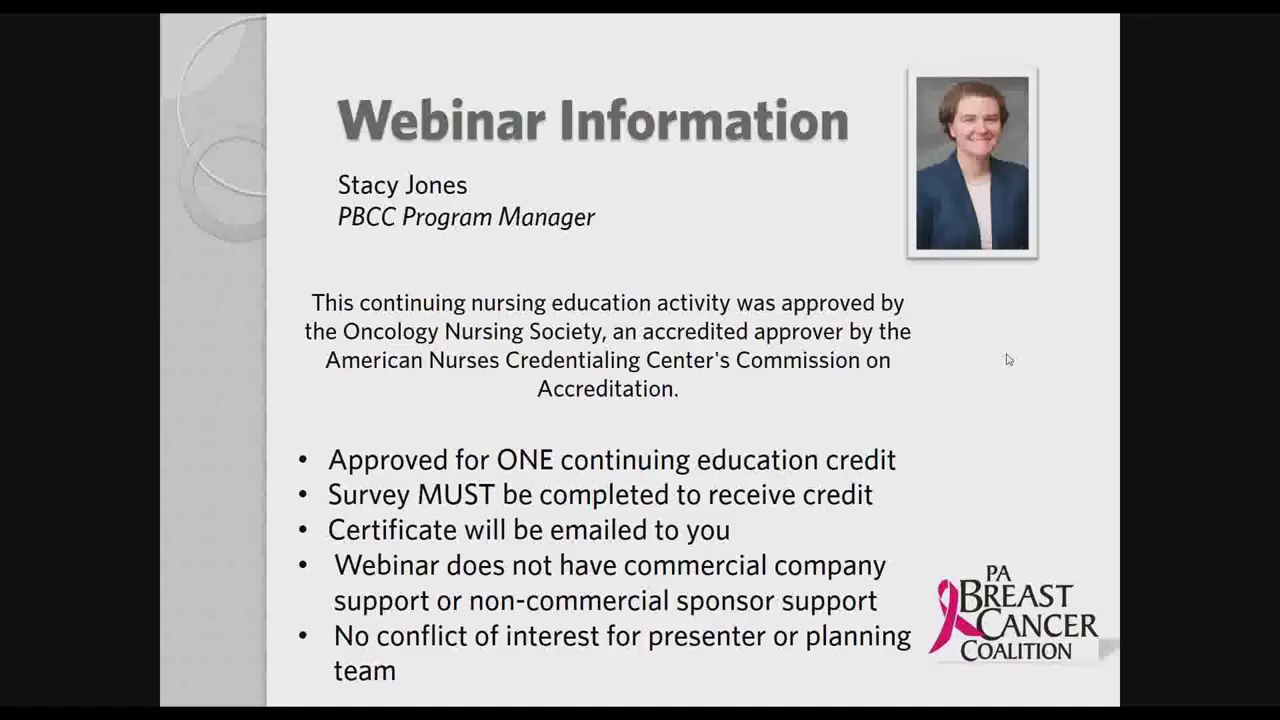 Webinar Information
Stacy Jones
PBCC Program Manager
This continuing nursing education activity was approved by
the Oncology Nursing Society, an accredited approver by the
American Nurses Credentialing Center's Commission on
Accreditation.
• Approved for ONE continuing education credit
• Survey MUST be completed to receive credit
• Certificate will be emailed to you
• Webinar does not have commercial company
support or non-commercial sponsor support
• No conflict of interest for presenter or planning
team
PA
BREAST
CANCER
COALITION